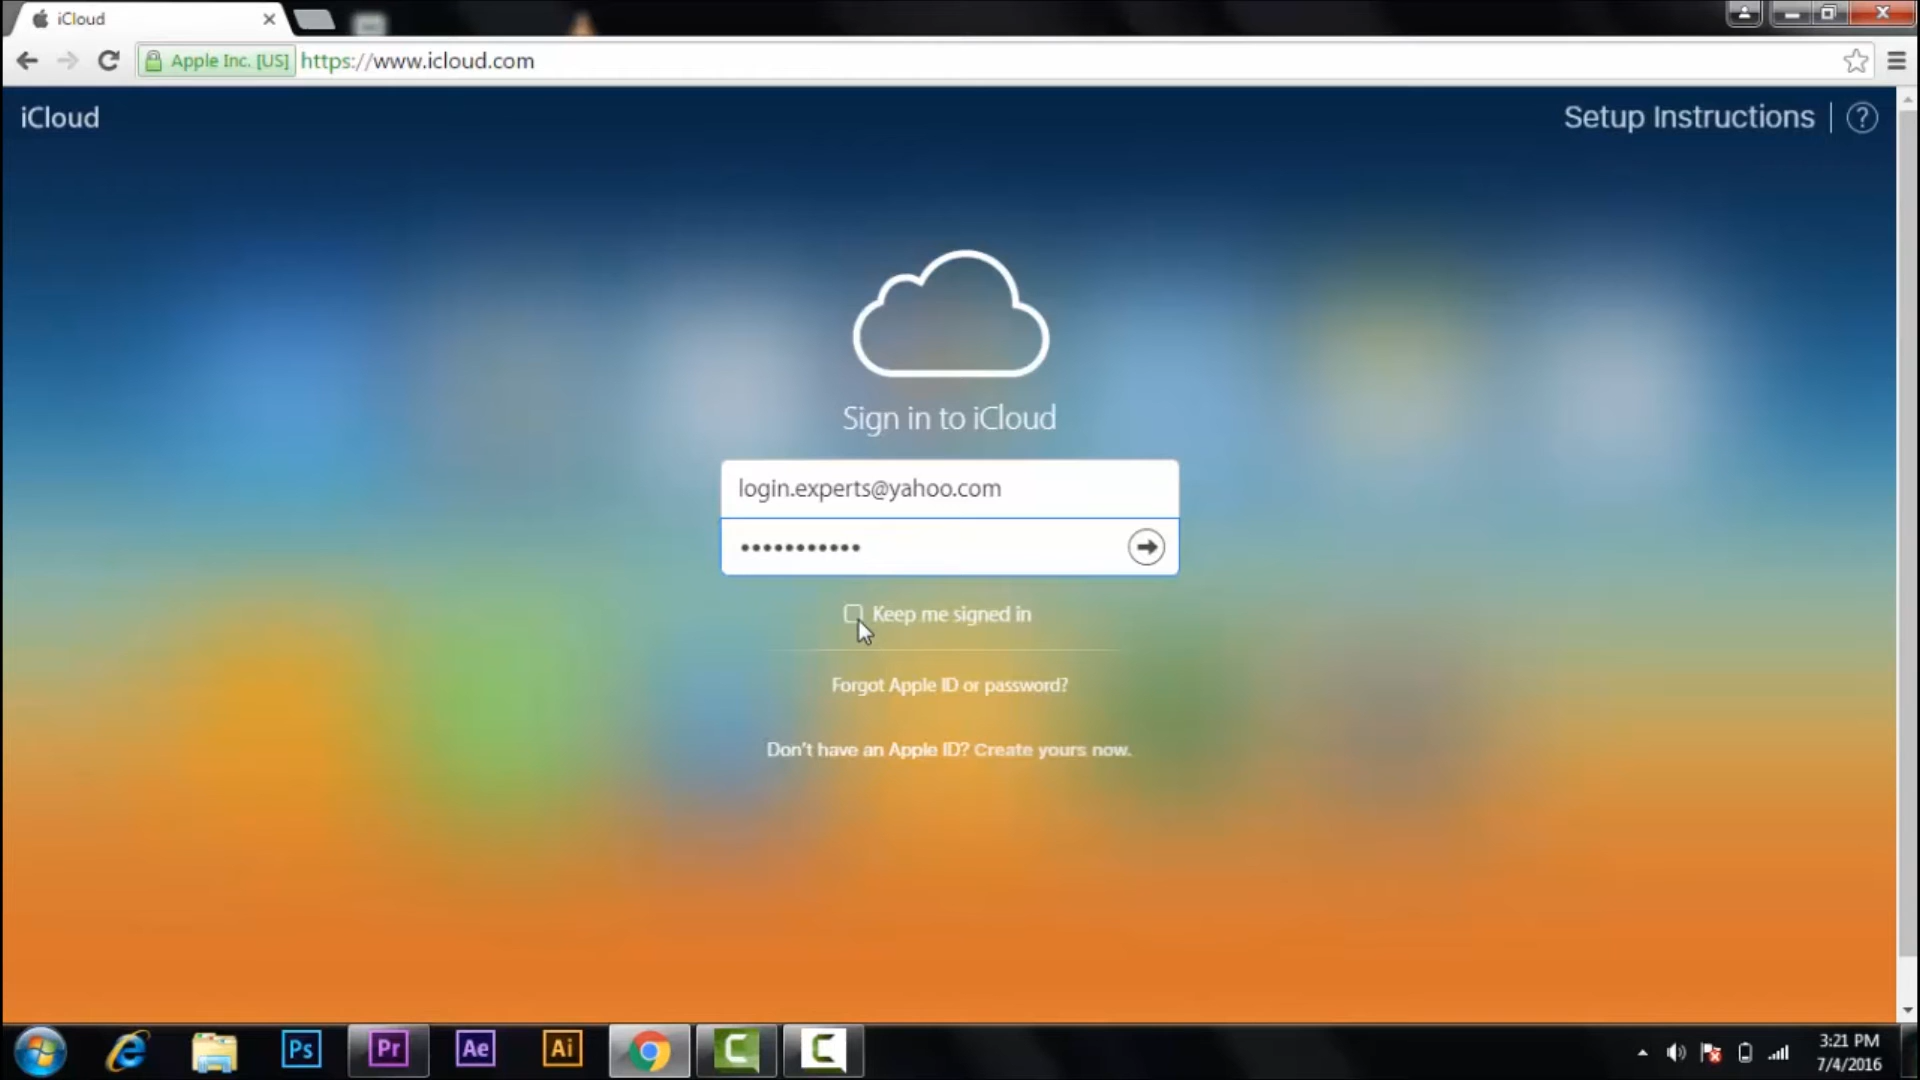 iCloud
Apple Inc. [US] https://www.icloud.com
iCloud
Setup Instructions
?
Sign in to iCloud
login.experts@yahoo.com
•••••••••••
Keep me signed in
Forgot Apple ID or password?
Don't have an Apple ID? Create yours now.
Ps
Pr
Ae
Ai
3:21 PM
7/4/2016